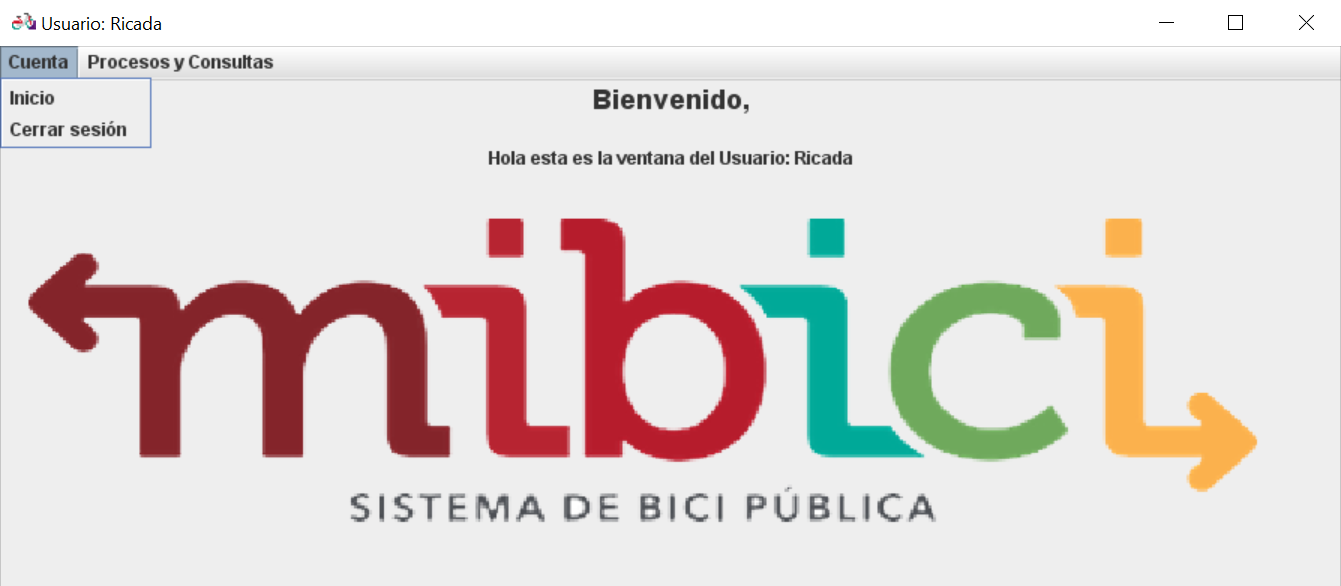 Usuario: Ricada
Cuenta Procesos y Consultas
Inicio
Cerrar sesión
Bienvenido,
Hola esta es la ventana del Usuario: Ricada
mibici
SISTEMA DE BICI PÚBLICA